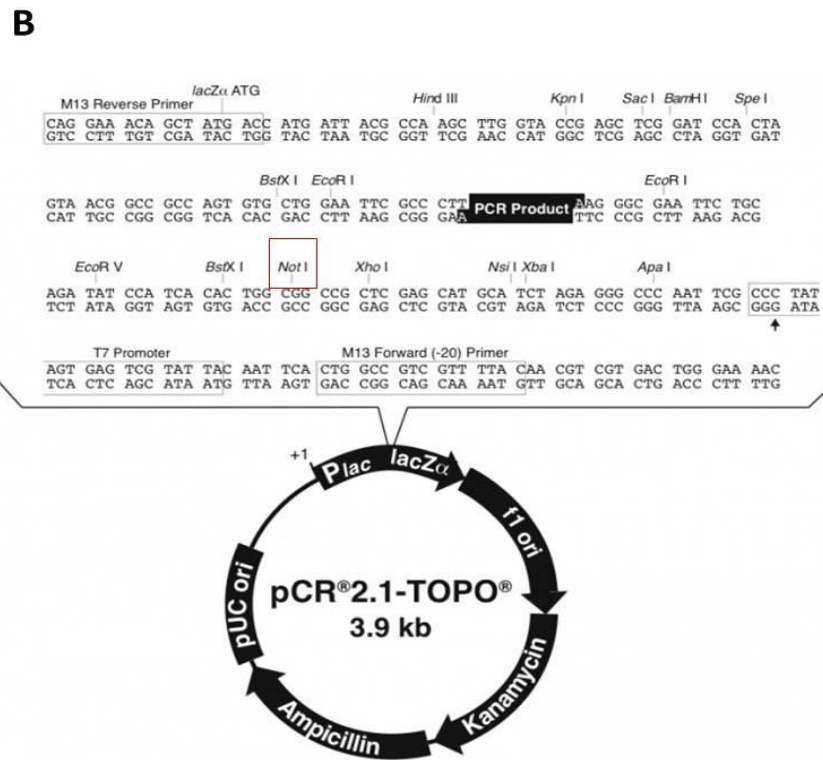 B
lacZα ATG
M13 Reverse Primer
Hind III Kpn I Sac I BamH I Spe I
CAG GAA ACA GCT ATG ACC ATG ATT ACG CCA AGC TTG GTA CCG AGC TCG GAT CCA CTA
GTC CTT TGT CGA TAC TGG TAC TAA TGC GGT TCG AAC CAT GGC TCG AGC CTA GGT GAT
BstX I EcoR I EcoR I
GTA ACG GCC GCC AGT GTG CTG GAA TTC GCC CTT PCR Product AAG GGC GAA TTC TGC
CAT TGC CGG CGG TCA CAC GAC CTT AAG CGG GAA TTC CCG CTT AAG ACG
EcoR V BstX I Not I Xho I Nsi I Xba I Apa I
AGA TAT CCA TCA CAC TGG CGG CCG CTC GAG CAT GCA TCT AGA GGG CCC AAT TCG CCC TAT
TCT ATA GGT AGT GTG ACC GCC GGC GAG CTC GTA CGT AGA TCT CCC GGG TTA AGC GGG ATA
T7 Promoter M13 Forward (-20) Primer
AGT GAG TCG TAT TAC AAT TCA CTG GCC GTC GTT TTA CAA CGT CGT GAC TGG GAA AAC
TCA CTC AGC ATA ATG TTA AGT GAC CGG CAG CAA AAT GTT GCA GCA CTG ACC CTT TTG
+1
Plac lacZα
f1 ori
pUC ori
pCR®2.1-TOPO®
3.9 kb
Kanamycin
Ampicillin